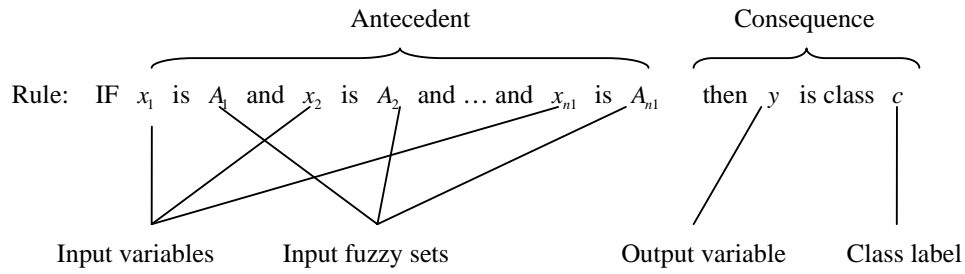 Antecedent Consequence
Rule: IF x₁ is A₁ and x₂ is A₂ and … and xₙ₁ is Aₙ₁ then y is class c
Input variables Input fuzzy sets Output variable Class label